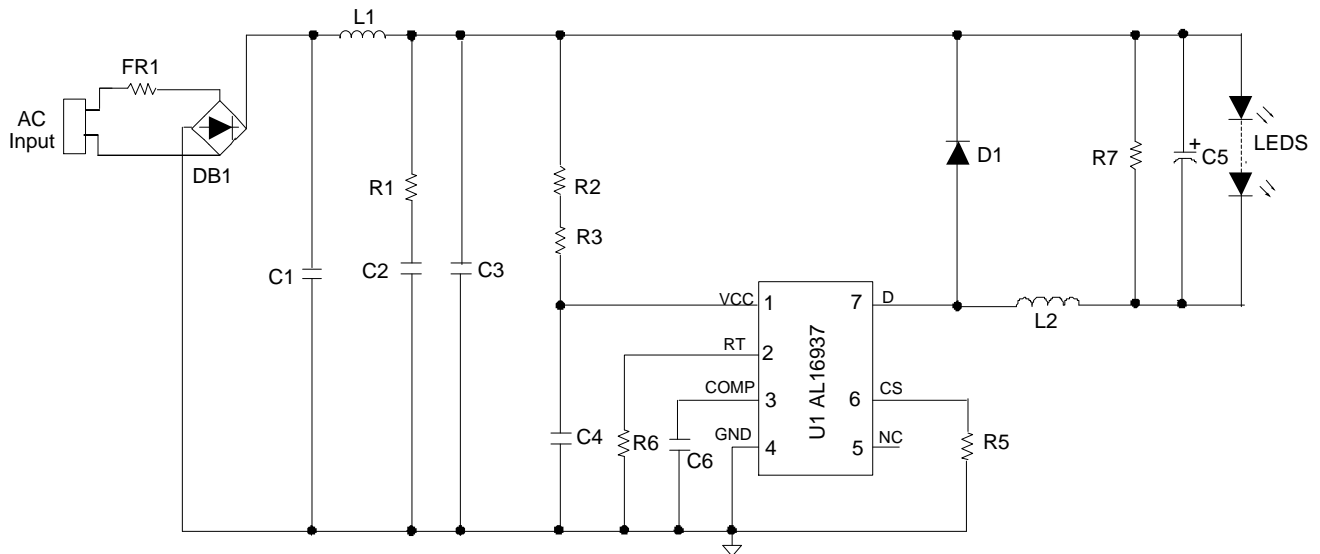 L1
FR1
AC
Input
DB1
R1
R2
R3
D1
R7
+
C5
LEDS
C1
C2
C3
VCC
1
7
D
L2
RT
2
U1 AL16937
COMP
3
6
CS
C4
R6
C6
GND
4
5
NC
R5